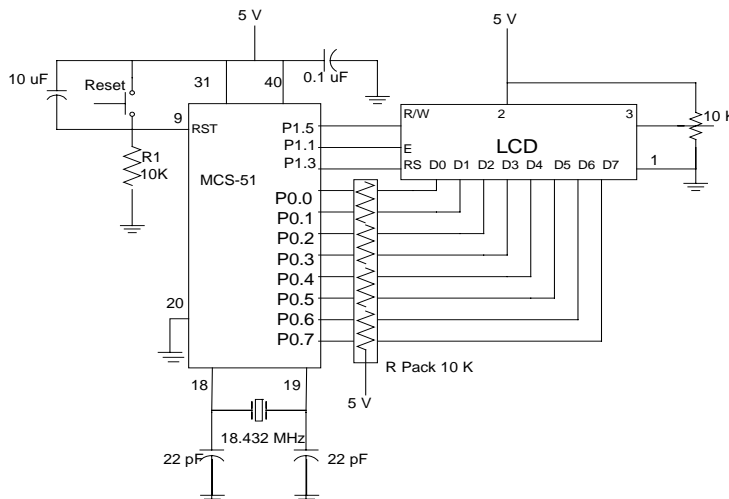 5 V
5 V
10 uF
Reset
31
40
0.1 uF
9
RST
R1
10K
MCS-51
P1.5
P1.1
P1.3
P0.0
P0.1
P0.2
P0.3
P0.4
P0.5
P0.6
P0.7
R/W
2
3
LCD
E
RS D0 D1 D2 D3 D4 D5 D6 D7
1
10 K
20
18
19
R Pack 10 K
5 V
18.432 MHz
22 pF
22 pF